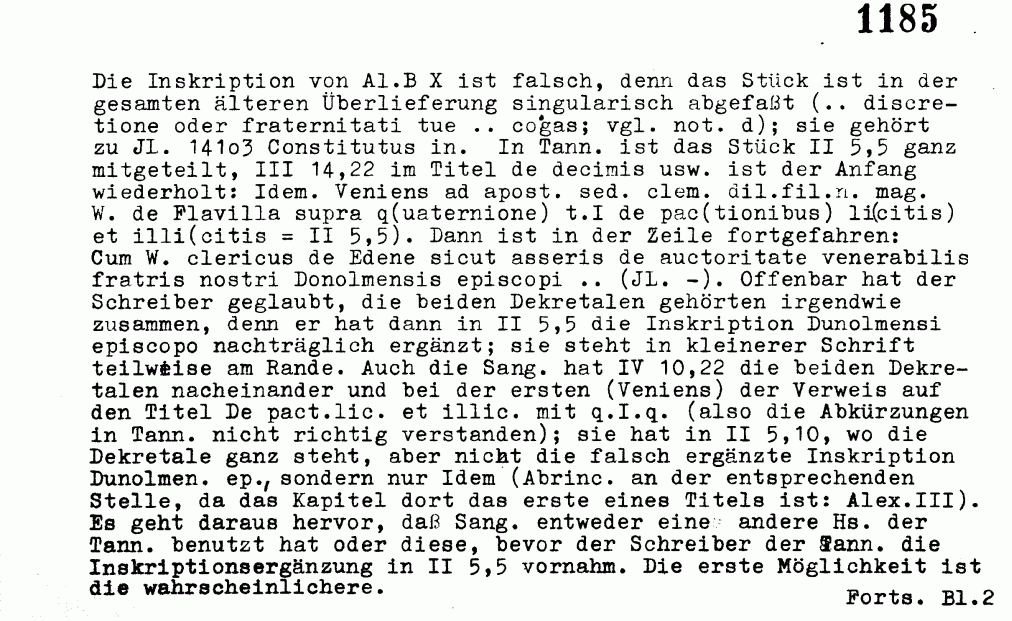 1185
Die Inskription von Al.B X ist falsch, denn das Stück ist in der
gesamten älteren Überlieferung singularisch abgefaßt (.. discre-
tione oder fraternitati tue .. cogas; vgl. not. d); sie gehört
zu JL. 14103 Constitutus in.  In Tann. ist das Stück II 5,5 ganz
mitgeteilt, III 14,22 im Titel de decimis usw. ist der Anfang
wiederholt: Idem. Veniens ad apost. sed. clem. dil.fil.n. mag.
W. de Flavilla supra q(uaternione) t.I de pac(tionibus) li(citis)
et illi(citis = II 5,5). Dann ist in der Zeile fortgefahren:
Cum W. clericus de Edene sicut asseris de auctoritate venerabilis
fratris nostri Donolmensis episcopi .. (JL. -). Offenbar hat der
Schreiber geglaubt, die beiden Dekretalen gehörten irgendwie
zusammen, denn er hat dann in II 5,5 die Inskription Dunolmensi
episcopo nachträglich ergänzt; sie steht in kleinerer Schrift
teilweise am Rande. Auch die Sang. hat IV 10,22 die beiden Dekre-
talen nacheinander und bei der ersten (Veniens) der Verweis auf
den Titel De pact.lic. et illic. mit q.I.q. (also die Abkürzungen
in Tann. nicht richtig verstanden); sie hat in II 5,10, wo die
Dekretale ganz steht, aber nicht die falsch ergänzte Inskription
Dunolmen. ep., sondern nur Idem (Abrinc. an der entsprechenden
Stelle, da das Kapitel dort das erste eines Titels ist: Alex.III).
Es geht daraus hervor, daß Sang. entweder eine andere Hs. der
Tann. benutzt hat oder diese, bevor der Schreiber der Tann. die
Inskriptionsergänzung in II 5,5 vornahm. Die erste Möglichkeit ist
die wahrscheinlichere.
Forts. Bl.2